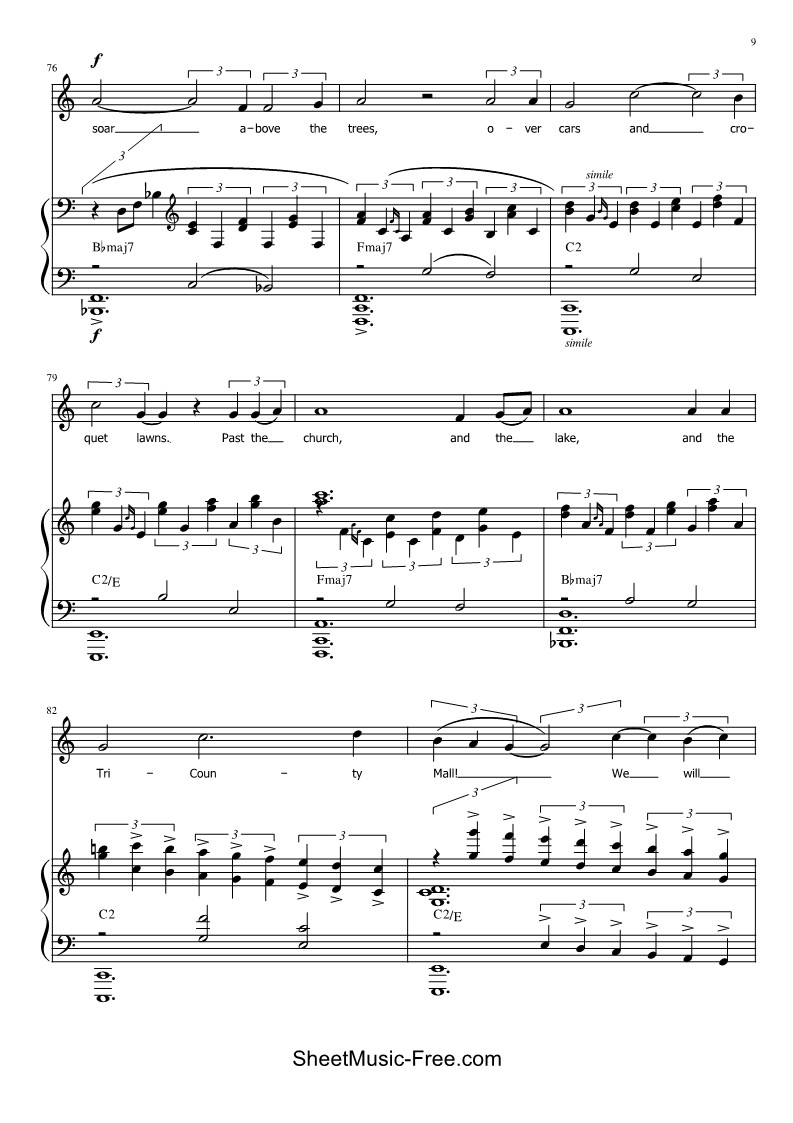 9
76
f
3 3 3 3
soar a-bove the trees, o-ver cars and cro-
3
simile
3 3 3 3 3 3 3 3
B♭maj7 Fmaj7 C2
f
simile
79
3 3
quet lawns. Past the church, and the lake, and the
3 3
3 3 3 3 3 3
C2/E Fmaj7 B♭maj7
82
3 3 3
Tri - Coun - ty Mall! We will
3
3 3 3 3 3
C2 C2/E
3 3
SheetMusic-Free.com